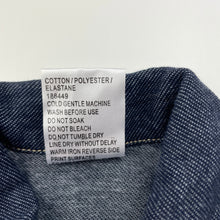 COTTON / POLYESTER /
ELASTANE
188449
COLD GENTLE MACHINE
WASH BEFORE USE
DO NOT SOAK
DO NOT BLEACH
DO NOT TUMBLE DRY
LINE DRY WITHOUT DELAY
WARM IRON REVERSE SIDE
PRINT SURFACES